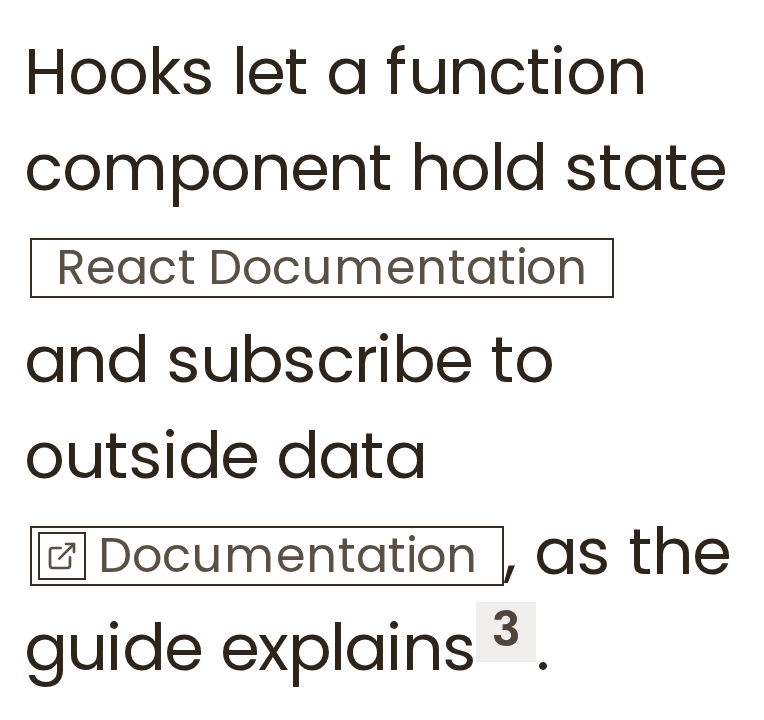 Hooks let a function
component hold state
React Documentation
and subscribe to
outside data
Documentation, as the
guide explains3.